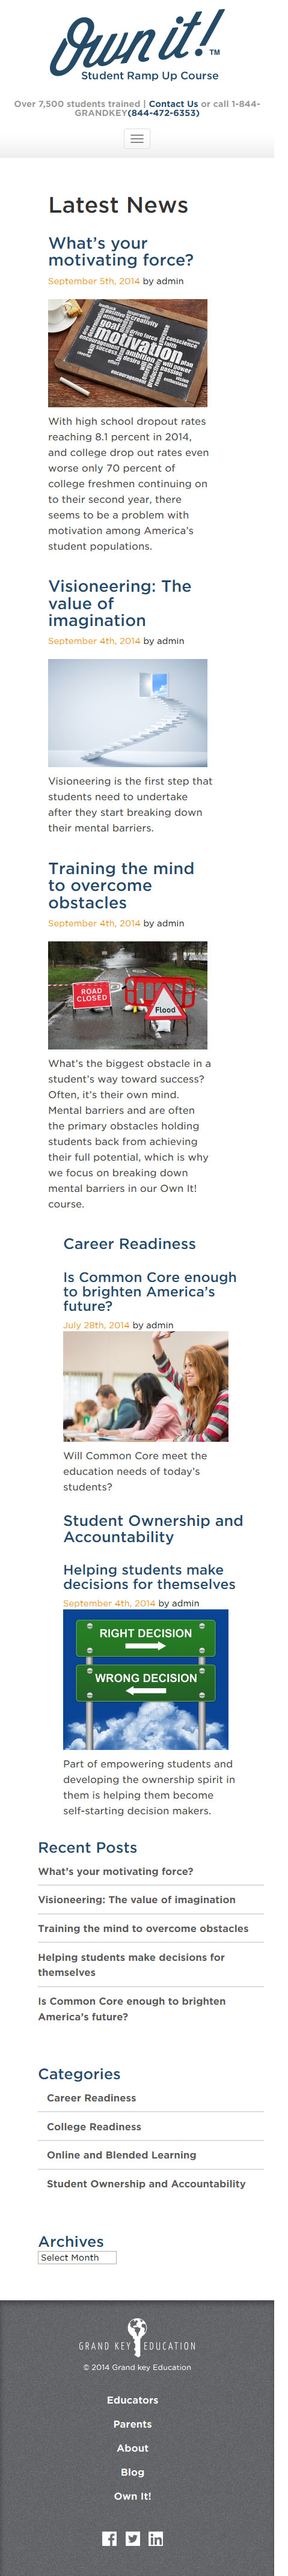 Own it! TM
Student Ramp Up Course
Over 7,500 students trained | Contact Us or call 1-844-
GRANDKEY(844-472-6353)
Latest News
What's your
motivating force?
September 5th, 2014 by admin
motivation
With high school dropout rates
reaching 8.1 percent in 2014,
and college drop out rates even
worse only 70 percent of
college freshmen continuing on
to their second year, there
seems to be a problem with
motivation among America's
student populations.
Visioneering: The
value of
imagination
September 4th, 2014 by admin
Visioneering is the first step that
students need to undertake
after they start breaking down
their mental barriers.
Training the mind
to overcome
obstacles
September 4th, 2014 by admin
ROAD
CLOSED
Flood
What's the biggest obstacle in a
student's way toward success?
Often, it's their own mind.
Mental barriers and are often
the primary obstacles holding
students back from achieving
their full potential, which is why
we focus on breaking down
mental barriers in our Own It!
course.
Career Readiness
Is Common Core enough
to brighten America's
future?
July 28th, 2014 by admin
Will Common Core meet the
education needs of today's
students?
Student Ownership and
Accountability
Helping students make
decisions for themselves
September 4th, 2014 by admin
RIGHT DECISION
WRONG DECISION
Part of empowering students and
developing the ownership spirit in
them is helping them become
self-starting decision makers.
Recent Posts
What's your motivating force?
Visioneering: The value of imagination
Training the mind to overcome obstacles
Helping students make decisions for
themselves
Is Common Core enough to brighten
America's future?
Categories
Career Readiness
College Readiness
Online and Blended Learning
Student Ownership and Accountability
Archives
Select Month
GRAND KEY EDUCATION
© 2014 Grand key Education
Educators
Parents
About
Blog
Own It!